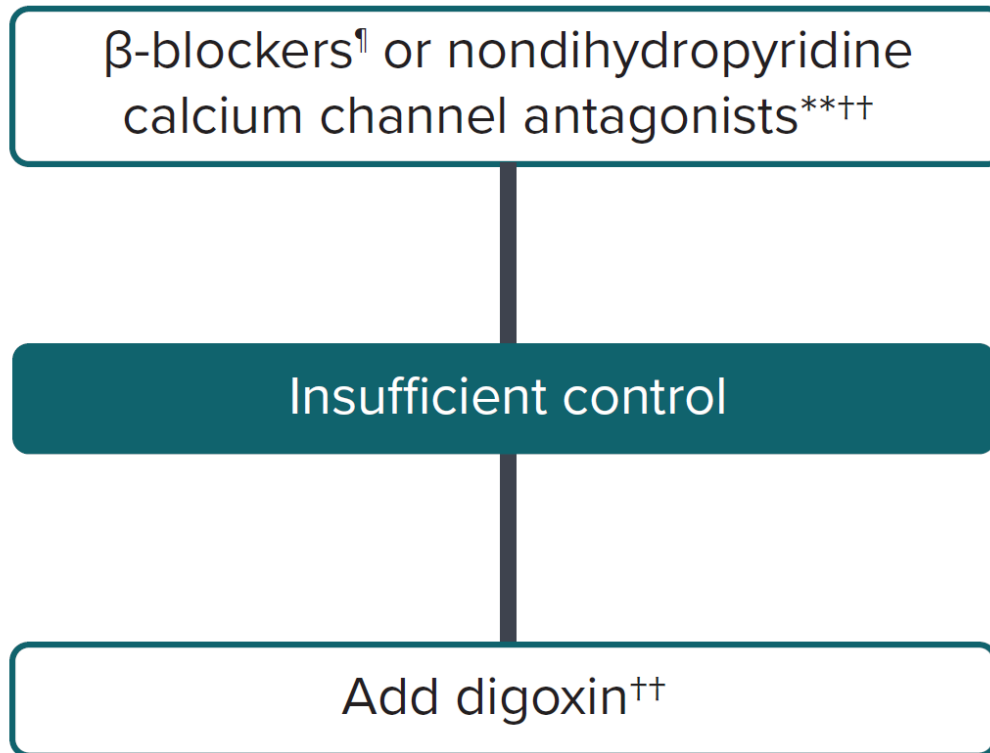 β-blockers¶ or nondihydropyridine
calcium channel antagonists**††
Insufficient control
Add digoxin††